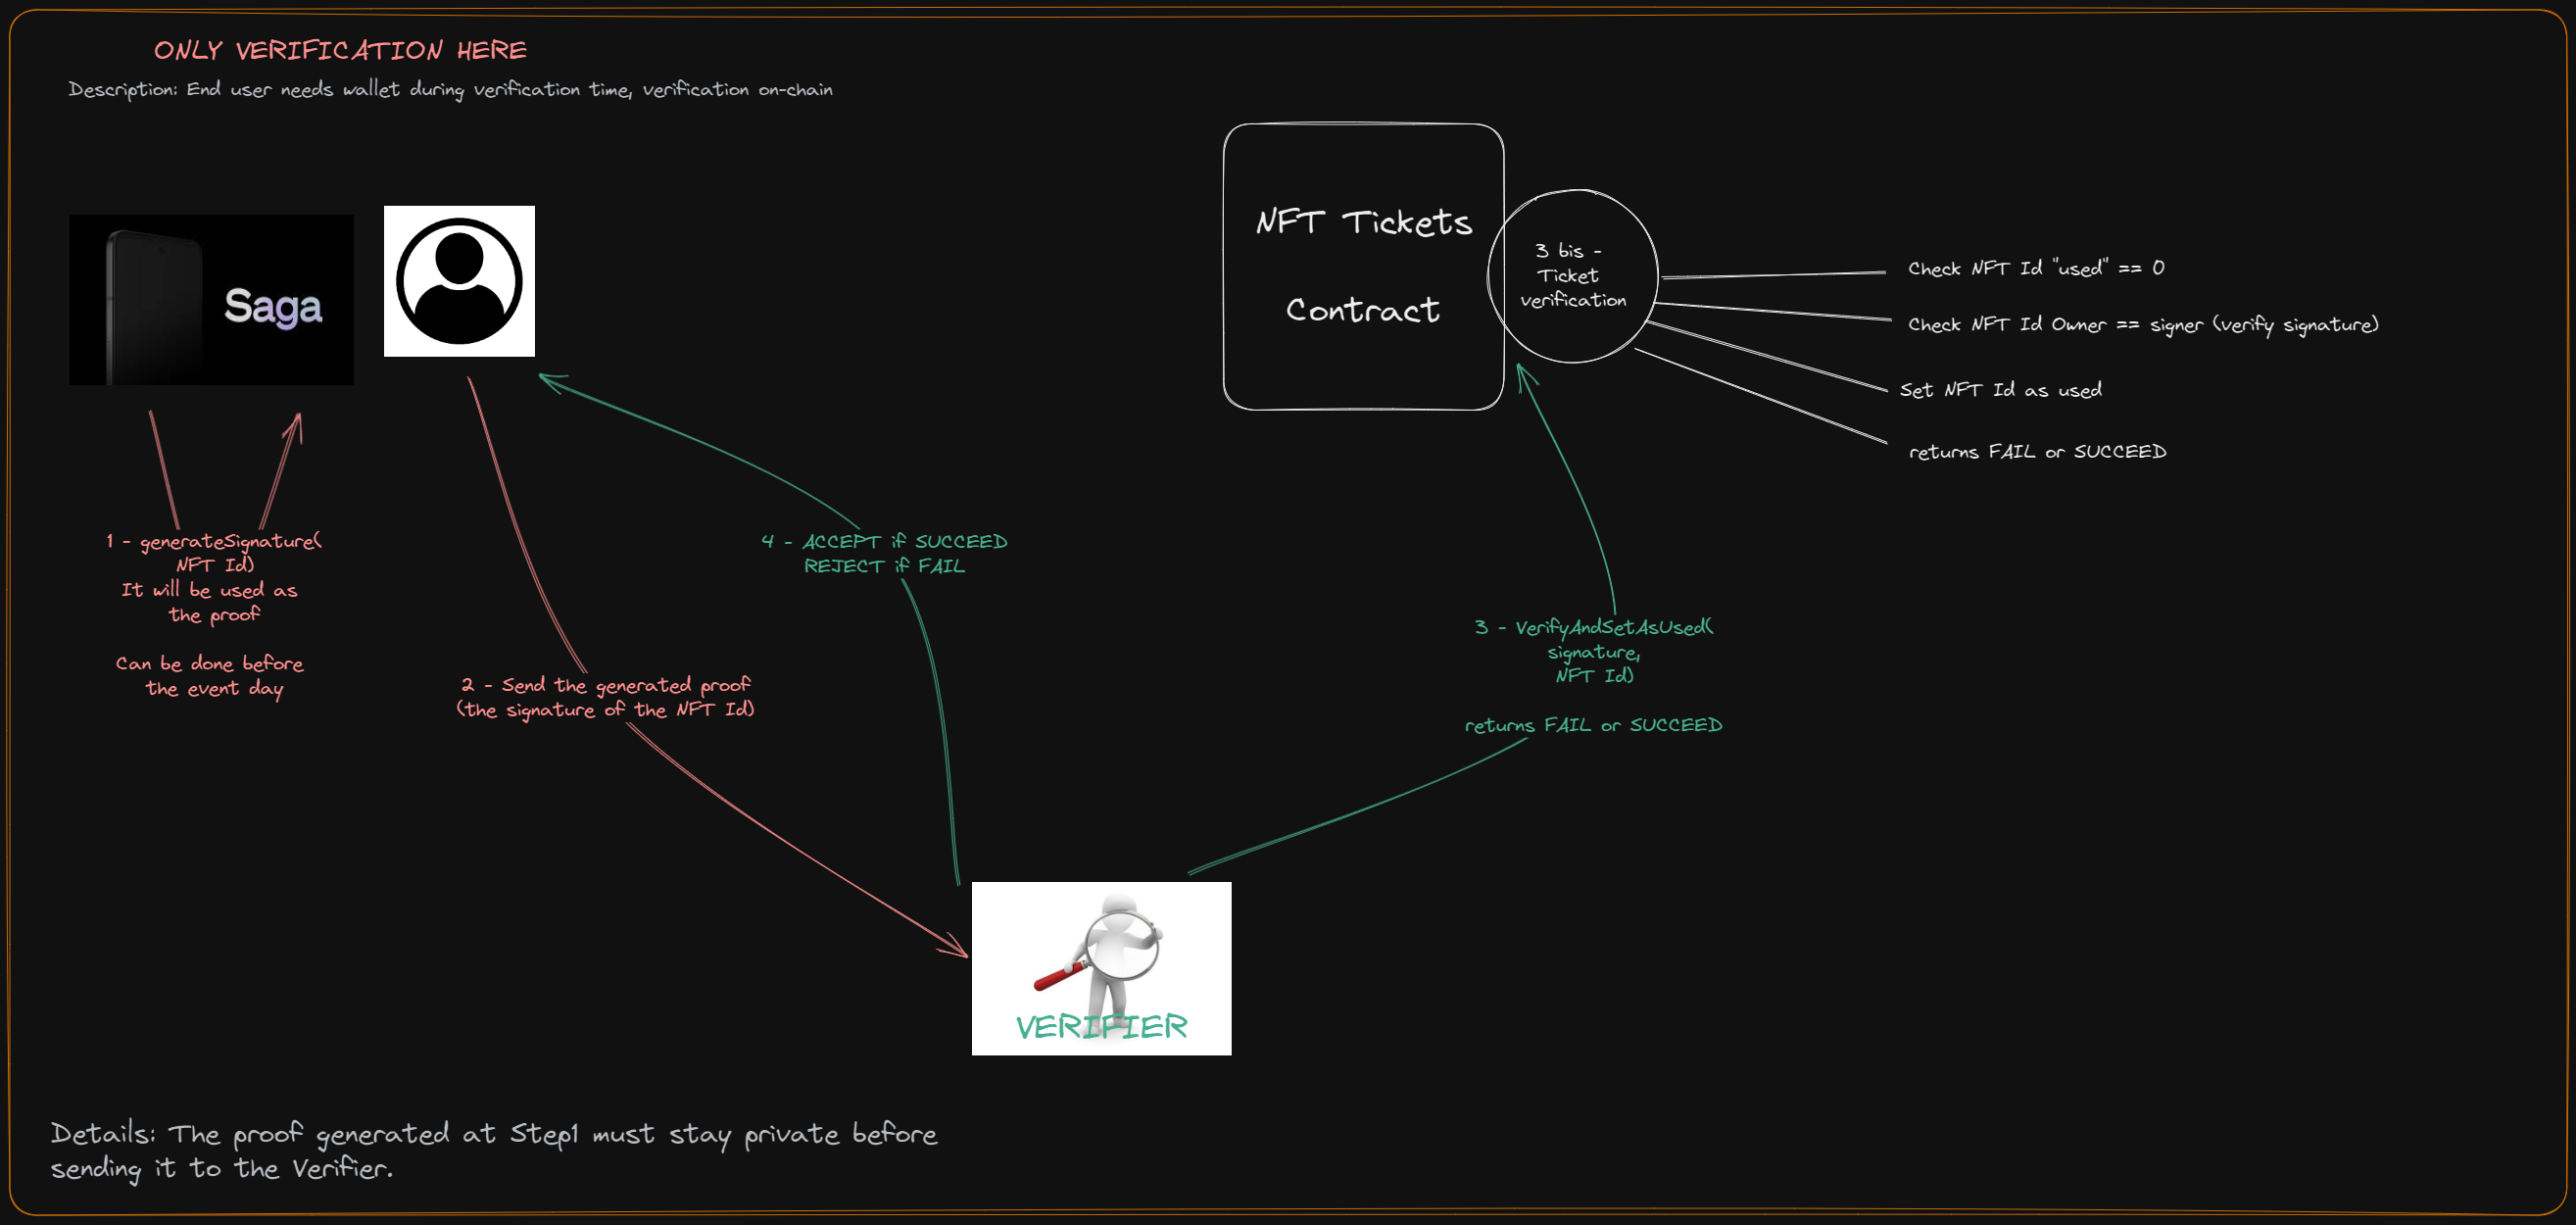 ONLY VERIFICATION HERE
Description: End user needs wallet during verification time, verification on-chain
Saga
NFT Tickets
Contract
3 bis -
Ticket
verification
Check NFT Id "used" == 0
Check NFT Id Owner == signer (verify signature)
Set NFT Id as used
returns FAIL or SUCCEED
1 - generateSignature(
NFT Id)
It will be used as
the proof
Can be done before
the event day
2 - Send the generated proof
(the signature of the NFT Id)
4 - ACCEPT if SUCCEED
REJECT if FAIL
3 - VerifyAndSetAsUsed(
signature,
NFT Id)
returns FAIL or SUCCEED
VERIFIER
Details: The proof generated at Step1 must stay private before
sending it to the Verifier.